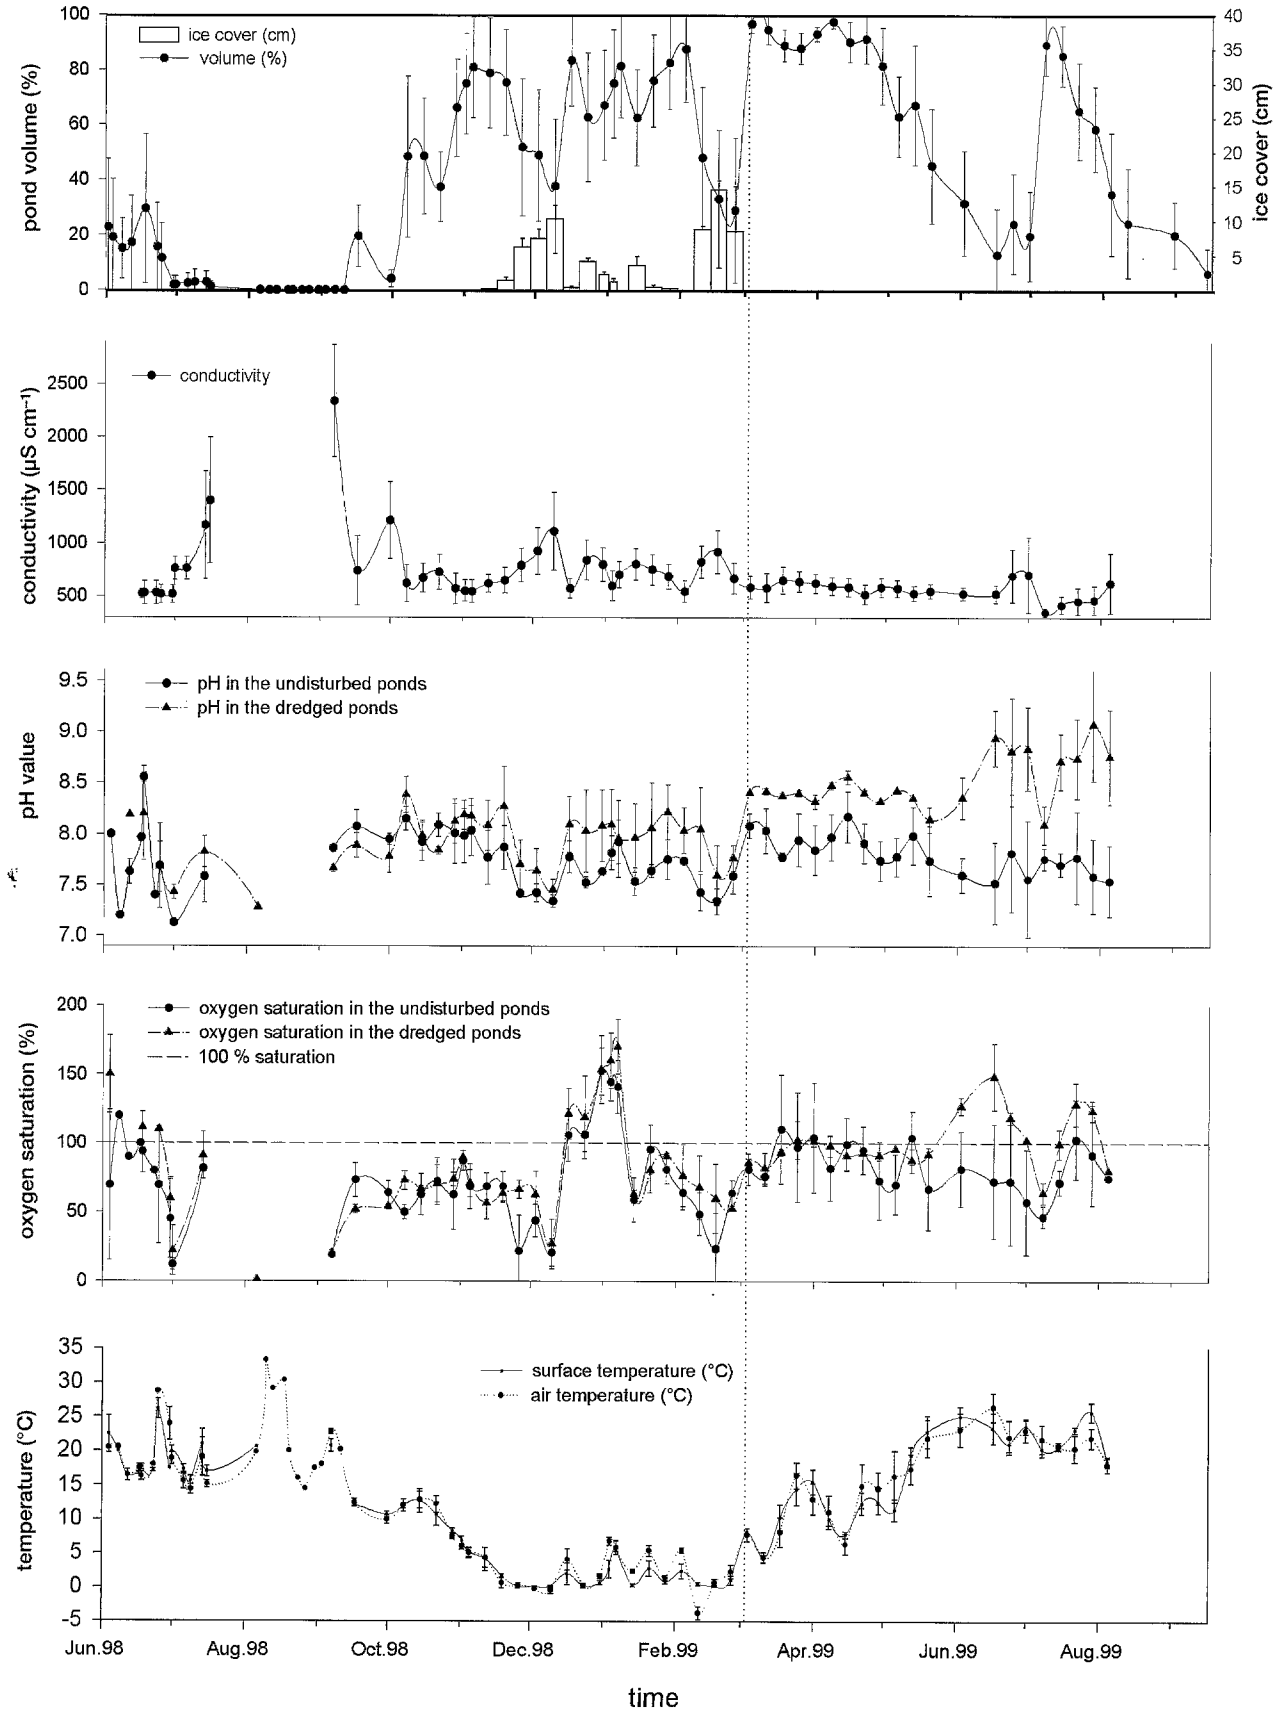 ice cover (cm)
volume (%)
pond volume (%)
100
80
60
40
20
0
40
35
30
25
20
15
10
5
ice cover (cm)
conductivity
conductivity (µS cm⁻¹)
2500
2000
1500
1000
500
pH in the undisturbed ponds
pH in the dredged ponds
pH value
9.5
9.0
8.5
8.0
7.5
7.0
oxygen saturation in the undisturbed ponds
oxygen saturation in the dredged ponds
100 % saturation
oxygen saturation (%)
200
150
100
50
0
surface temperature (°C)
air temperature (°C)
temperature (°C)
35
30
25
20
15
10
5
0
-5
Jun.98 Aug.98 Oct.98 Dec.98 Feb.99 Apr.99 Jun.99 Aug.99
time